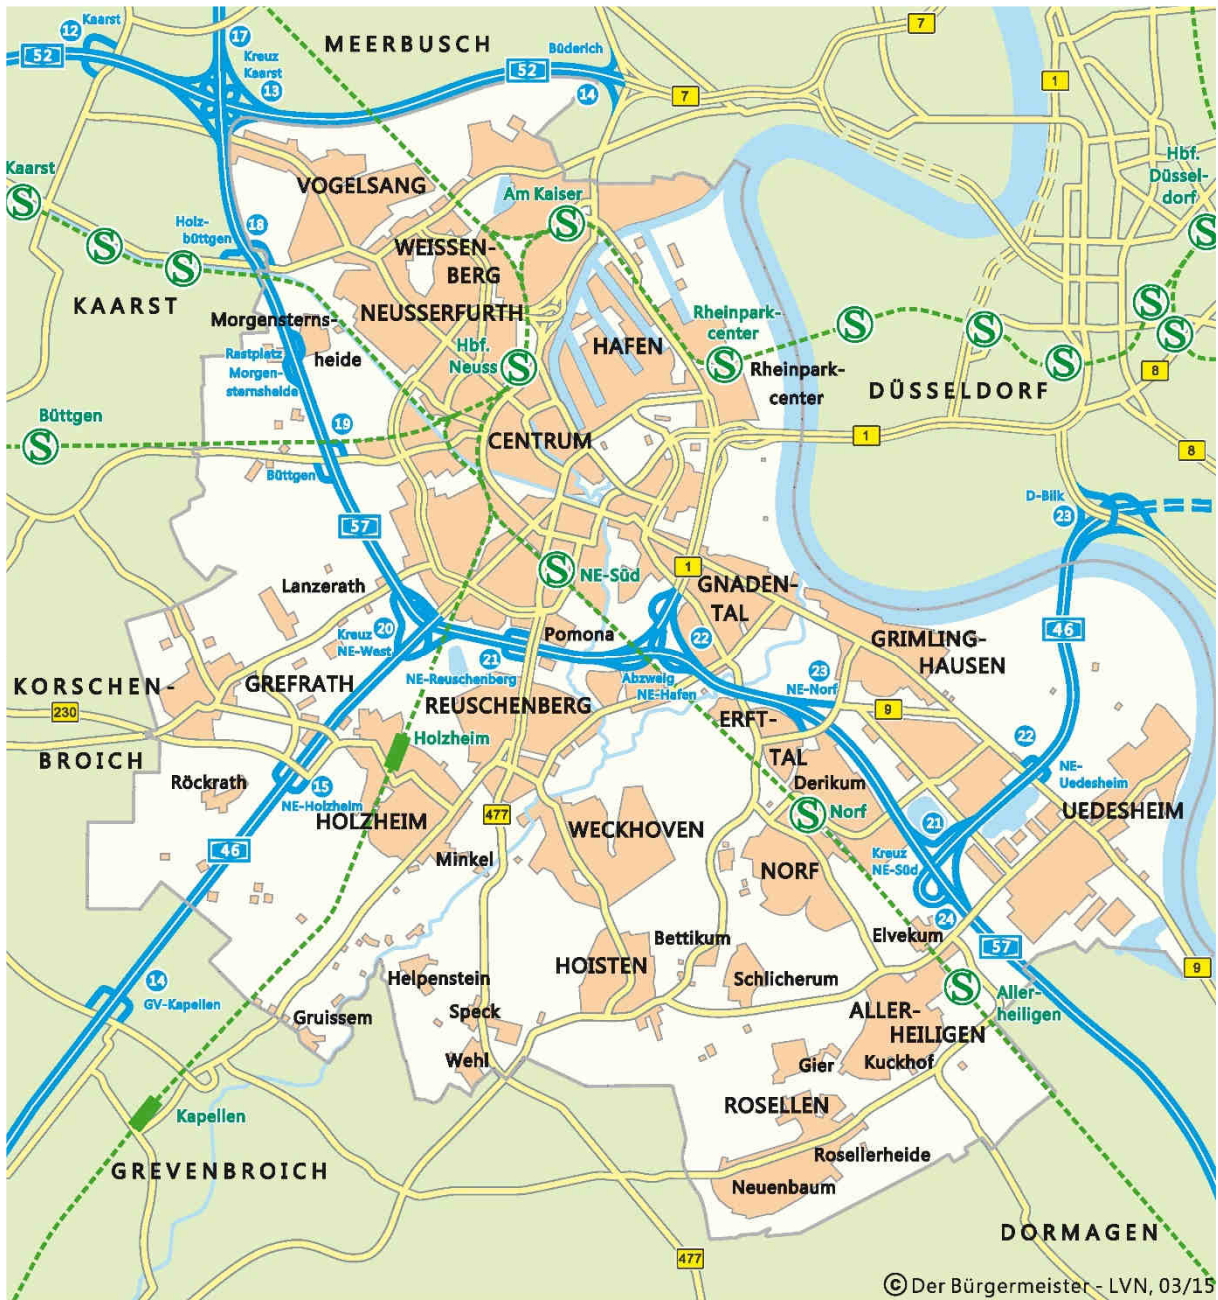 12
Kaarst
52
17
Kreuz
Kaarst
13
MEERBUSCH
52
Büderich
14
7
7
1
Kaarst
S
S
S
Holz-
büttgen
18
KAARST
VOGELSANG
WEISSEN-
BERG
NEUSSERFURTH
Am Kaiser
S
Hbf.
Düssel-
dorf
S
Morgensterns-
heide
Rastplatz
Morgen-
sternsheide
Hbf.
Neuss
S
HAFEN
Rheinpark-
center
S
Rheinpark-
center
S
S
S
S
S
DÜSSELDORF
8
Büttgen
S
19
Büttgen
CENTRUM
1
8
57
D-Bilk
23
Lanzerath
S
NE-Süd
1
GNADEN-
TAL
20
Kreuz
NE-West
Pomona
22
46
21
NE-Reuschenberg
Abzweig
NE-Hafen
23
NE-Norf
GRIMLING-
HAUSEN
KORSCHEN-
230
BROICH
GREFRATH
REUSCHENBERG
ERFT-
TAL
9
22
NE-
Uedesheim
Holzheim
Röckrath
15
NE-Holzheim
HOLZHEIM
477
WECKHOVEN
Derikum
S
Norf
21
UEDESHEIM
46
Minkel
NORF
Kreuz
NE-Süd
24
Elvekum
57
9
14
GV-Kapellen
Helpenstein
HOISTEN
Bettikum
Schlicherum
S
Aller-
heiligen
Gruissem
Speck
ALLER-
HEILIGEN
Wehl
Gier
Kuckhof
Kapellen
ROSELLEN
GREVENBROICH
Rosellerheide
Neuenbaum
DORMAGEN
477
© Der Bürgermeister - LVN, 03/15